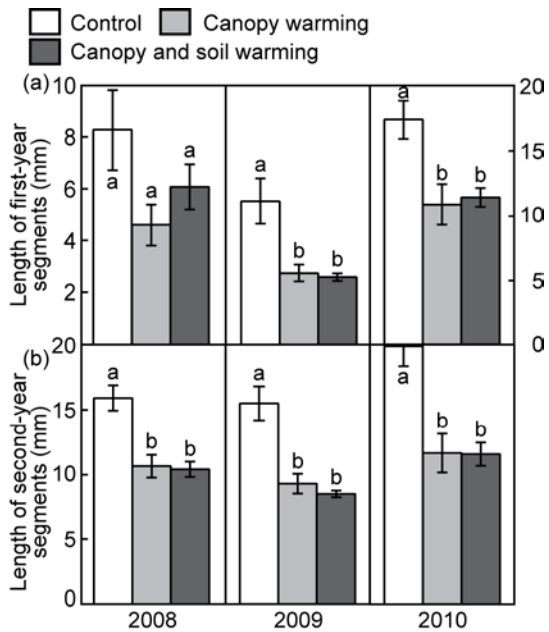 Control
Canopy warming
Canopy and soil warming
(a)
Length of first-year
segments (mm)
10
8
6
4
2
a
a
a
a
b
b
a
b
b
20
15
10
5
0
(b)
Length of second-year
segments (mm)
20
15
10
5
0
a
b
b
a
b
b
a
b
b
2008
2009
2010